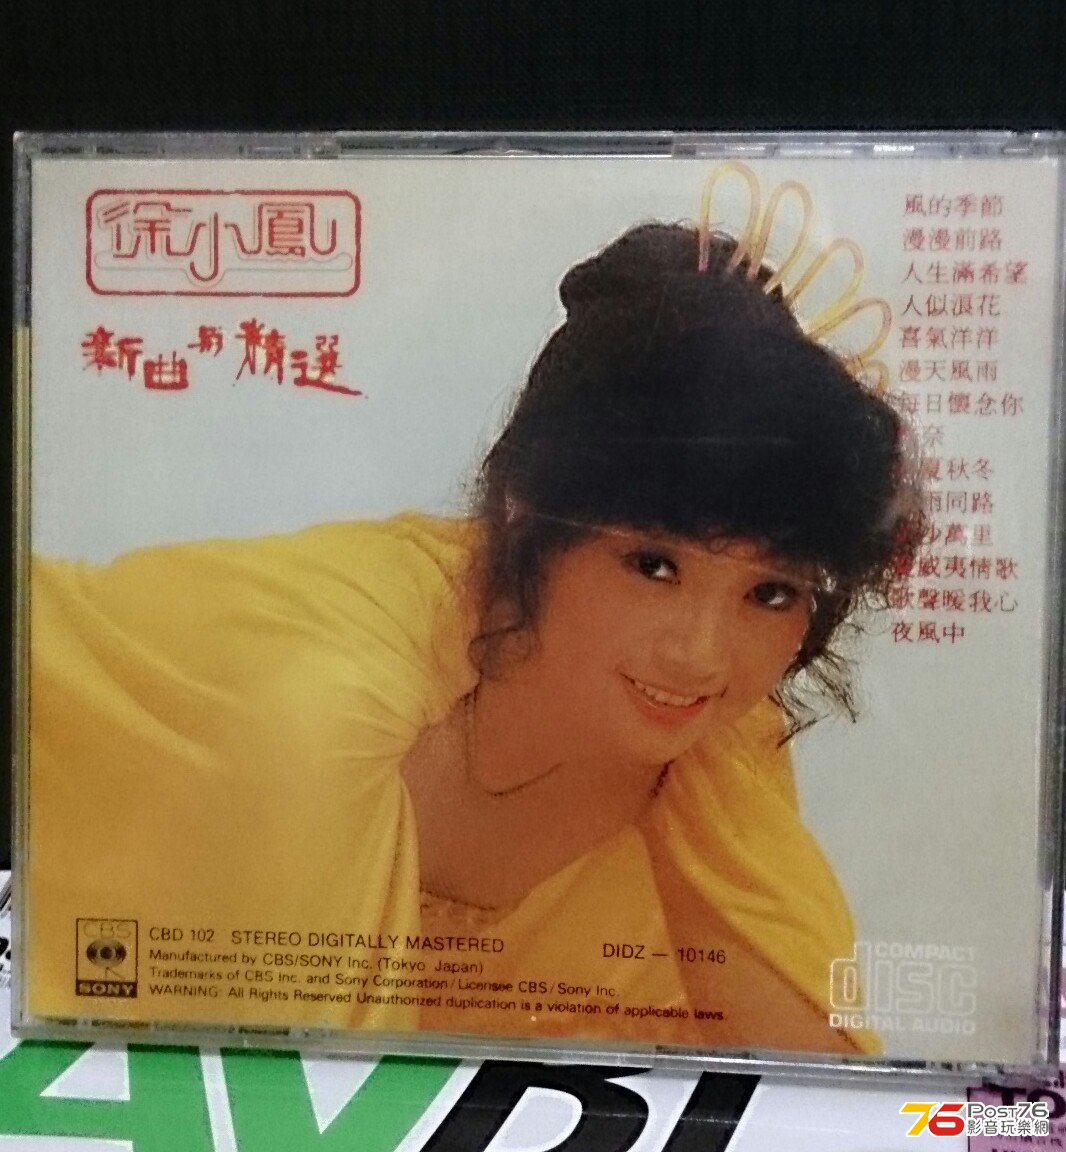 徐小鳳
新曲與精選
風的季節
漫漫前路
人生滿希望
人似浪花
喜氣洋洋
漫天風雨
每日懷念你
奈
夏秋冬
雨同路
沙萬里
威夷情歌
歌聲暖我心
夜風中
CBS
SONY
CBD 102 STEREO DIGITALLY MASTERED
DIDZ — 10146
Manufactured by CBS/SONY Inc. (Tokyo Japan)
Trademarks of CBS Inc. and Sony Corporation/Licensee CBS/Sony Inc.
WARNING: All Rights Reserved Unauthorized duplication is a violation of applicable laws
COMPACT
disc
DIGITAL AUDIO
76 Post76
影音玩樂網